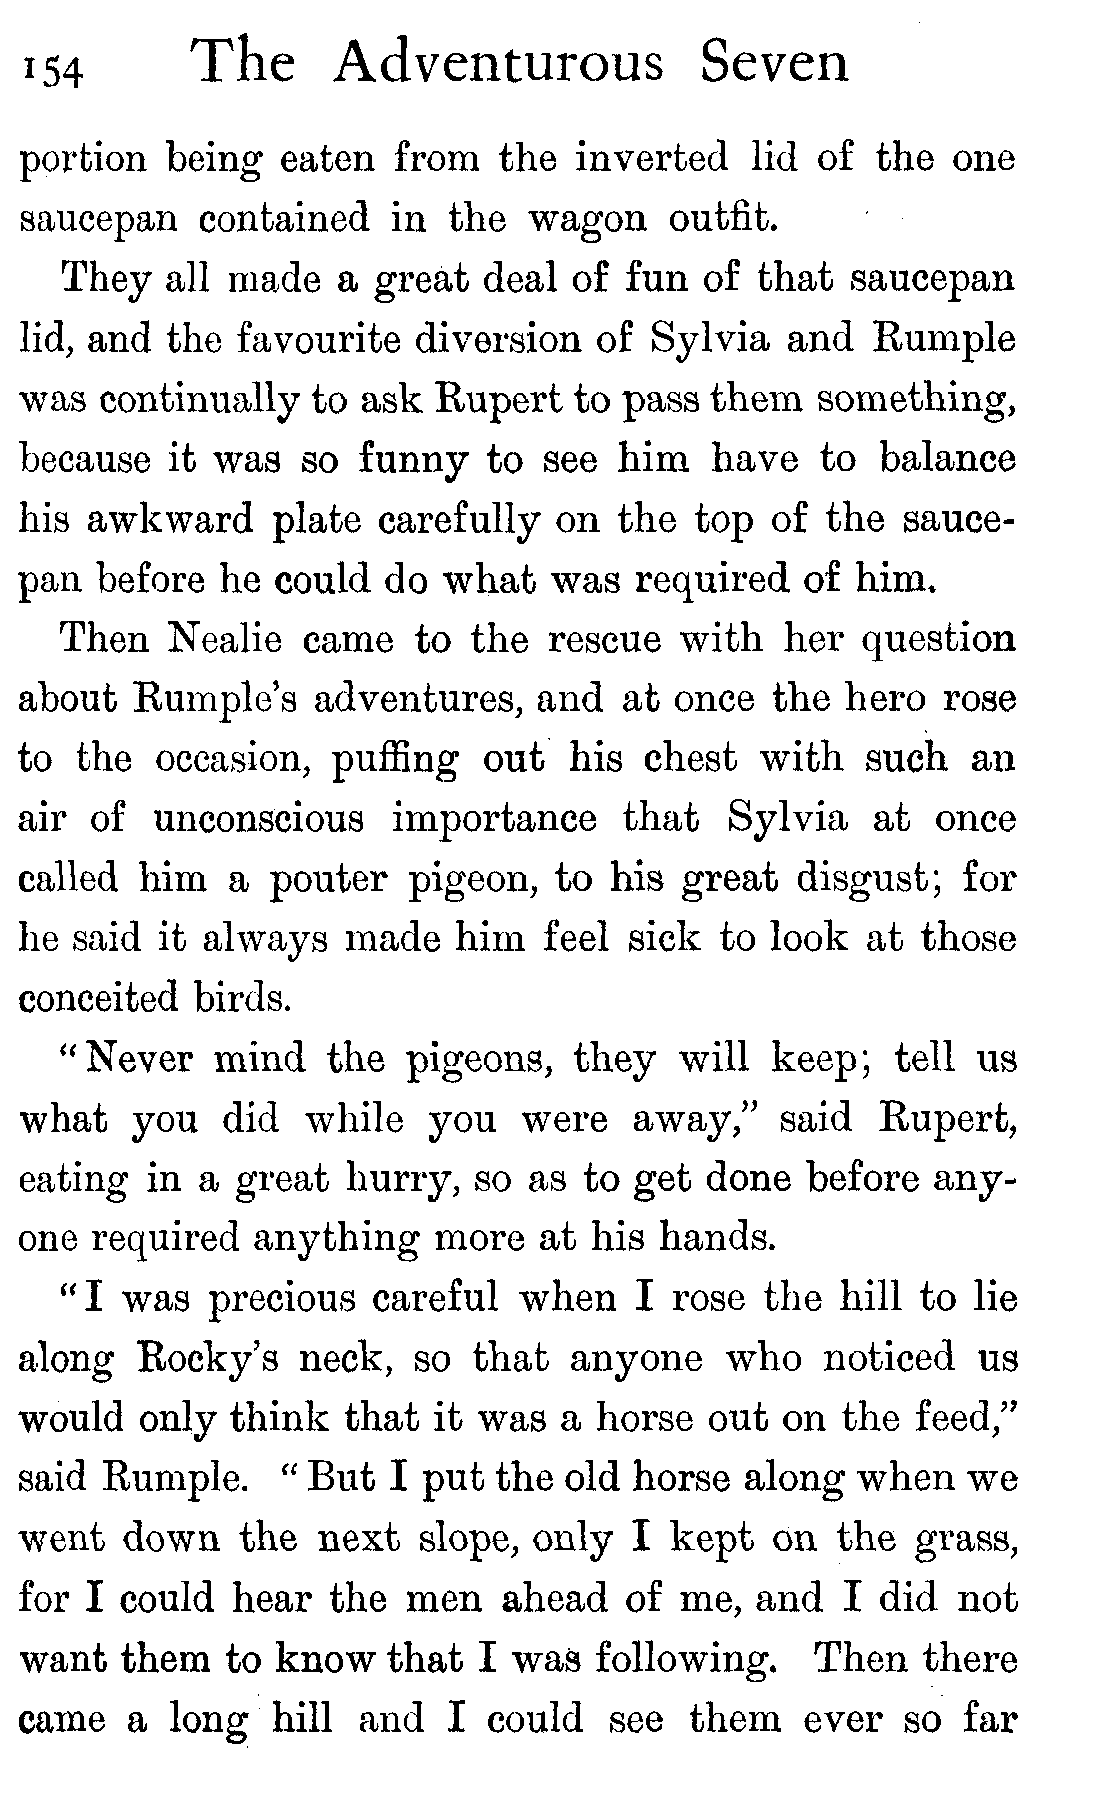 154 The Adventurous Seven
portion being eaten from the inverted lid of the one
saucepan contained in the wagon outfit.
They all made a great deal of fun of that saucepan
lid, and the favourite diversion of Sylvia and Rumple
was continually to ask Rupert to pass them something,
because it was so funny to see him have to balance
his awkward plate carefully on the top of the sauce-
pan before he could do what was required of him.
Then Nealie came to the rescue with her question
about Rumple's adventures, and at once the hero rose
to the occasion, puffing out his chest with such an
air of unconscious importance that Sylvia at once
called him a pouter pigeon, to his great disgust; for
he said it always made him feel sick to look at those
conceited birds.
“Never mind the pigeons, they will keep; tell us
what you did while you were away,” said Rupert,
eating in a great hurry, so as to get done before any-
one required anything more at his hands.
“I was precious careful when I rose the hill to lie
along Rocky's neck, so that anyone who noticed us
would only think that it was a horse out on the feed,”
said Rumple. “But I put the old horse along when we
went down the next slope, only I kept on the grass,
for I could hear the men ahead of me, and I did not
want them to know that I was following. Then there
came a long hill and I could see them ever so far